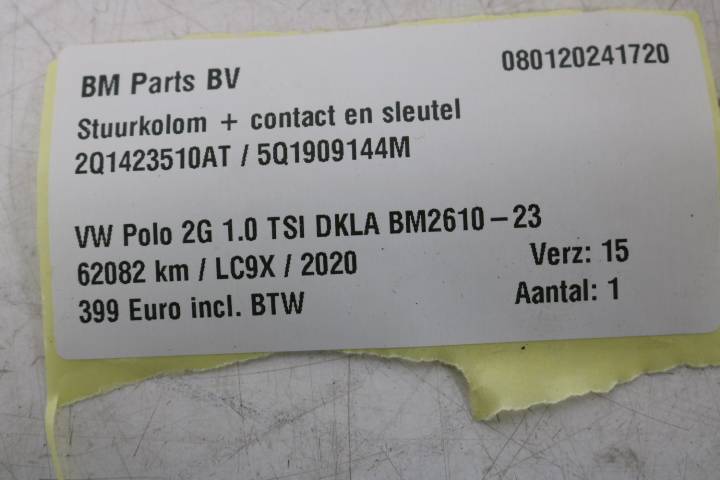 BM Parts BV 080120241720
Stuurkolom + contact en sleutel
2Q1423510AT / 5Q1909144M
VW Polo 2G 1.0 TSI DKLA BM2610-23
62082 km / LC9X / 2020 Verz: 15
399 Euro incl. BTW Aantal: 1